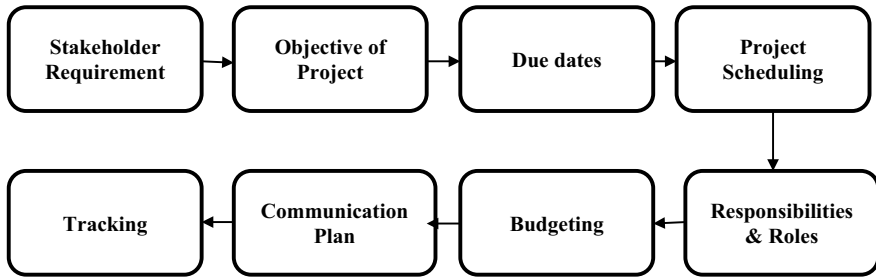 Stakeholder
Requirement
Objective of
Project
Due dates
Project
Scheduling
Tracking
Communication
Plan
Budgeting
Responsibilities
& Roles